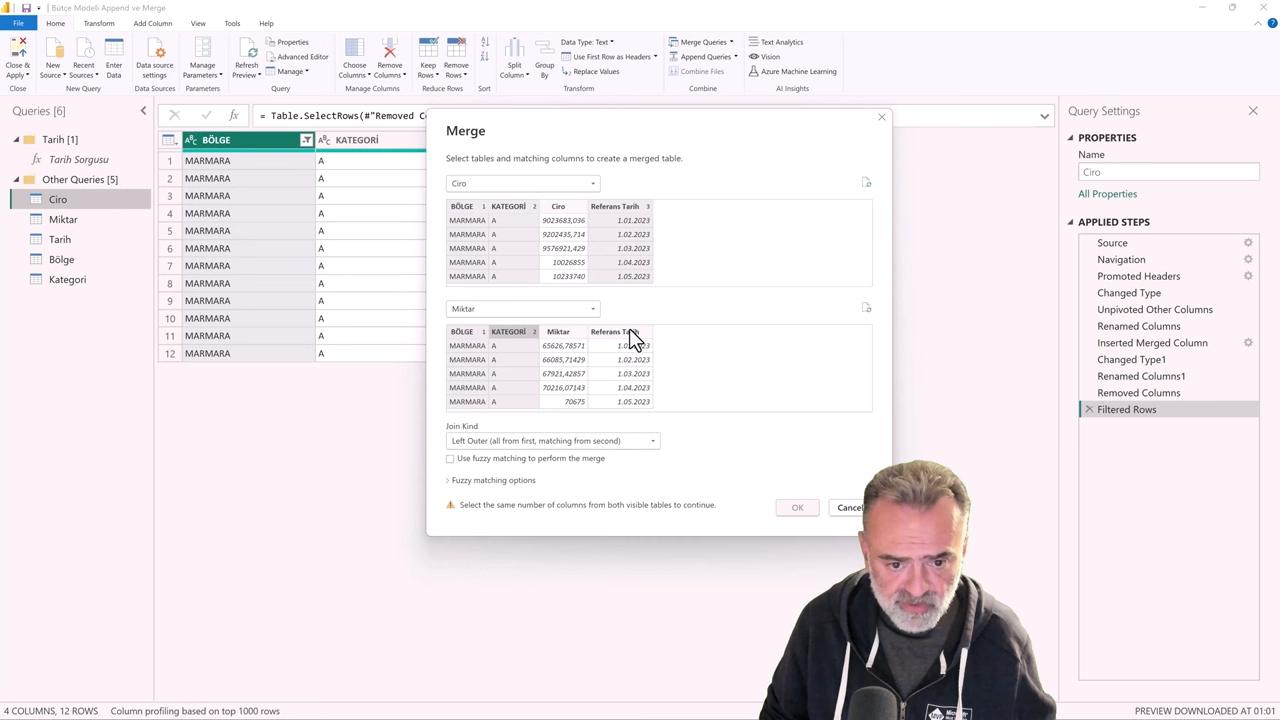 Bütçe Modeli Append ve Merge
File Home Transform Add Column View Tools Help
Close & Apply
New Source
Recent Sources
Enter Data
Data source settings
Manage Parameters
Refresh Preview
Properties
Advanced Editor
Manage
Choose Columns
Remove Columns
Keep Rows
Remove Rows
Split Column
Group By
Data Type: Text
Use First Row as Headers
Replace Values
Merge Queries
Append Queries
Combine Files
Text Analytics
Vision
Azure Machine Learning
Close New Query Data Sources Parameters Query Manage Columns Reduce Rows Sort Transform Combine AI Insights
Queries [6]
Tarih [1]
fx Tarih Sorgusu
Other Queries [5]
Ciro
Miktar
Tarih
Bölge
Kategori
fx = Table.SelectRows(#"Removed C
BÖLGE KATEGORİ
1 MARMARA A
2 MARMARA A
3 MARMARA A
4 MARMARA A
5 MARMARA A
6 MARMARA A
7 MARMARA A
8 MARMARA A
9 MARMARA A
10 MARMARA A
11 MARMARA A
12 MARMARA A
Merge
Select tables and matching columns to create a merged table.
Ciro
BÖLGE 1 KATEGORİ 2 Ciro Referans Tarih 3
MARMARA A 9023683,036 1.01.2023
MARMARA A 9202435,714 1.02.2023
MARMARA A 9576921,429 1.03.2023
MARMARA A 10026855 1.04.2023
MARMARA A 10233740 1.05.2023
Miktar
BÖLGE 1 KATEGORİ 2 Miktar Referans Tarih
MARMARA A 65626,78571 1.01.2023
MARMARA A 66085,71429 1.02.2023
MARMARA A 67921,42857 1.03.2023
MARMARA A 70216,07143 1.04.2023
MARMARA A 70675 1.05.2023
Join Kind
Left Outer (all from first, matching from second)
Use fuzzy matching to perform the merge
Fuzzy matching options
Select the same number of columns from both visible tables to continue.
OK Cancel
Query Settings
PROPERTIES
Name
Ciro
All Properties
APPLIED STEPS
Source
Navigation
Promoted Headers
Changed Type
Unpivoted Other Columns
Renamed Columns
Inserted Merged Column
Changed Type1
Renamed Columns1
Removed Columns
Filtered Rows
4 COLUMNS, 12 ROWS Column profiling based on top 1000 rows
PREVIEW DOWNLOADED AT 01:01